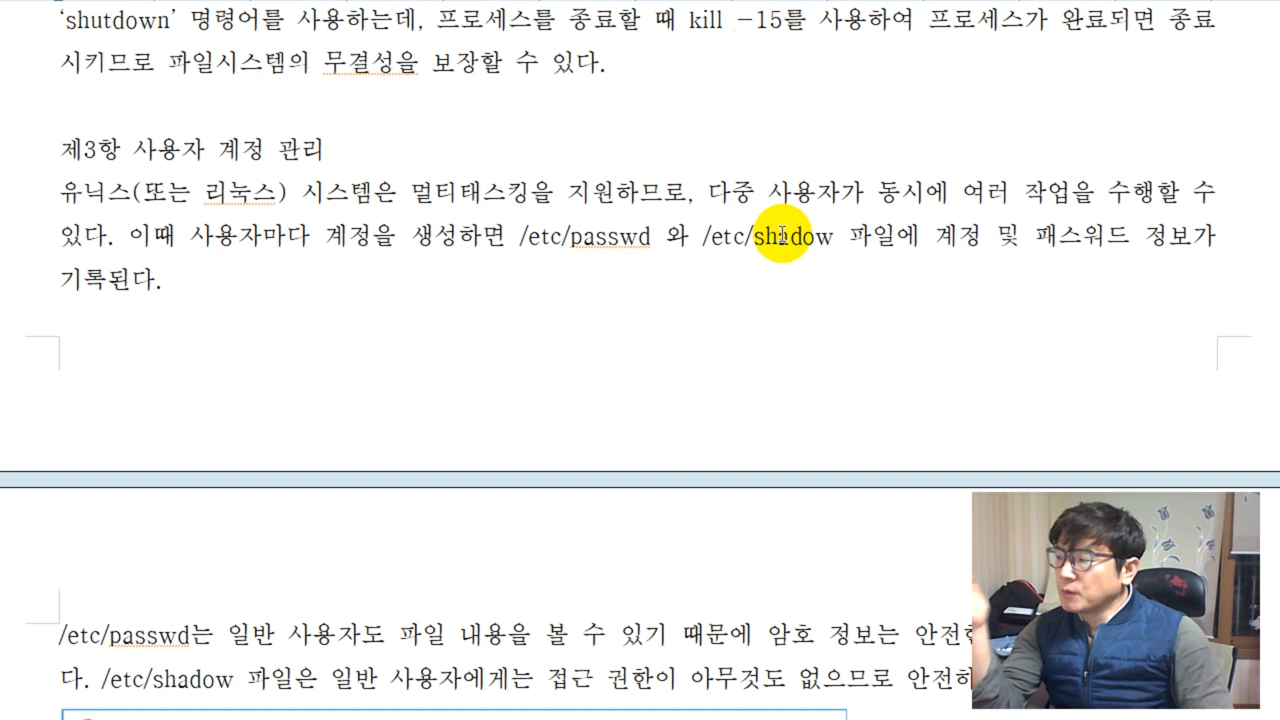 ‘shutdown’ 명령어를 사용하는데, 프로세스를 종료할 때 kill -15를 사용하여 프로세스가 완료되면 종료
시키므로 파일시스템의 무결성을 보장할 수 있다.
제3항 사용자 계정 관리
유닉스(또는 리눅스) 시스템은 멀티태스킹을 지원하므로, 다중 사용자가 동시에 여러 작업을 수행할 수
있다. 이때 사용자마다 계정을 생성하면 /etc/passwd 와 /etc/shadow 파일에 계정 및 패스워드 정보가
기록된다.
/etc/passwd는 일반 사용자도 파일 내용을 볼 수 있기 때문에 암호 정보는
다. /etc/shadow 파일은 일반 사용자에게는 접근 권한이 아무것도 없으므로